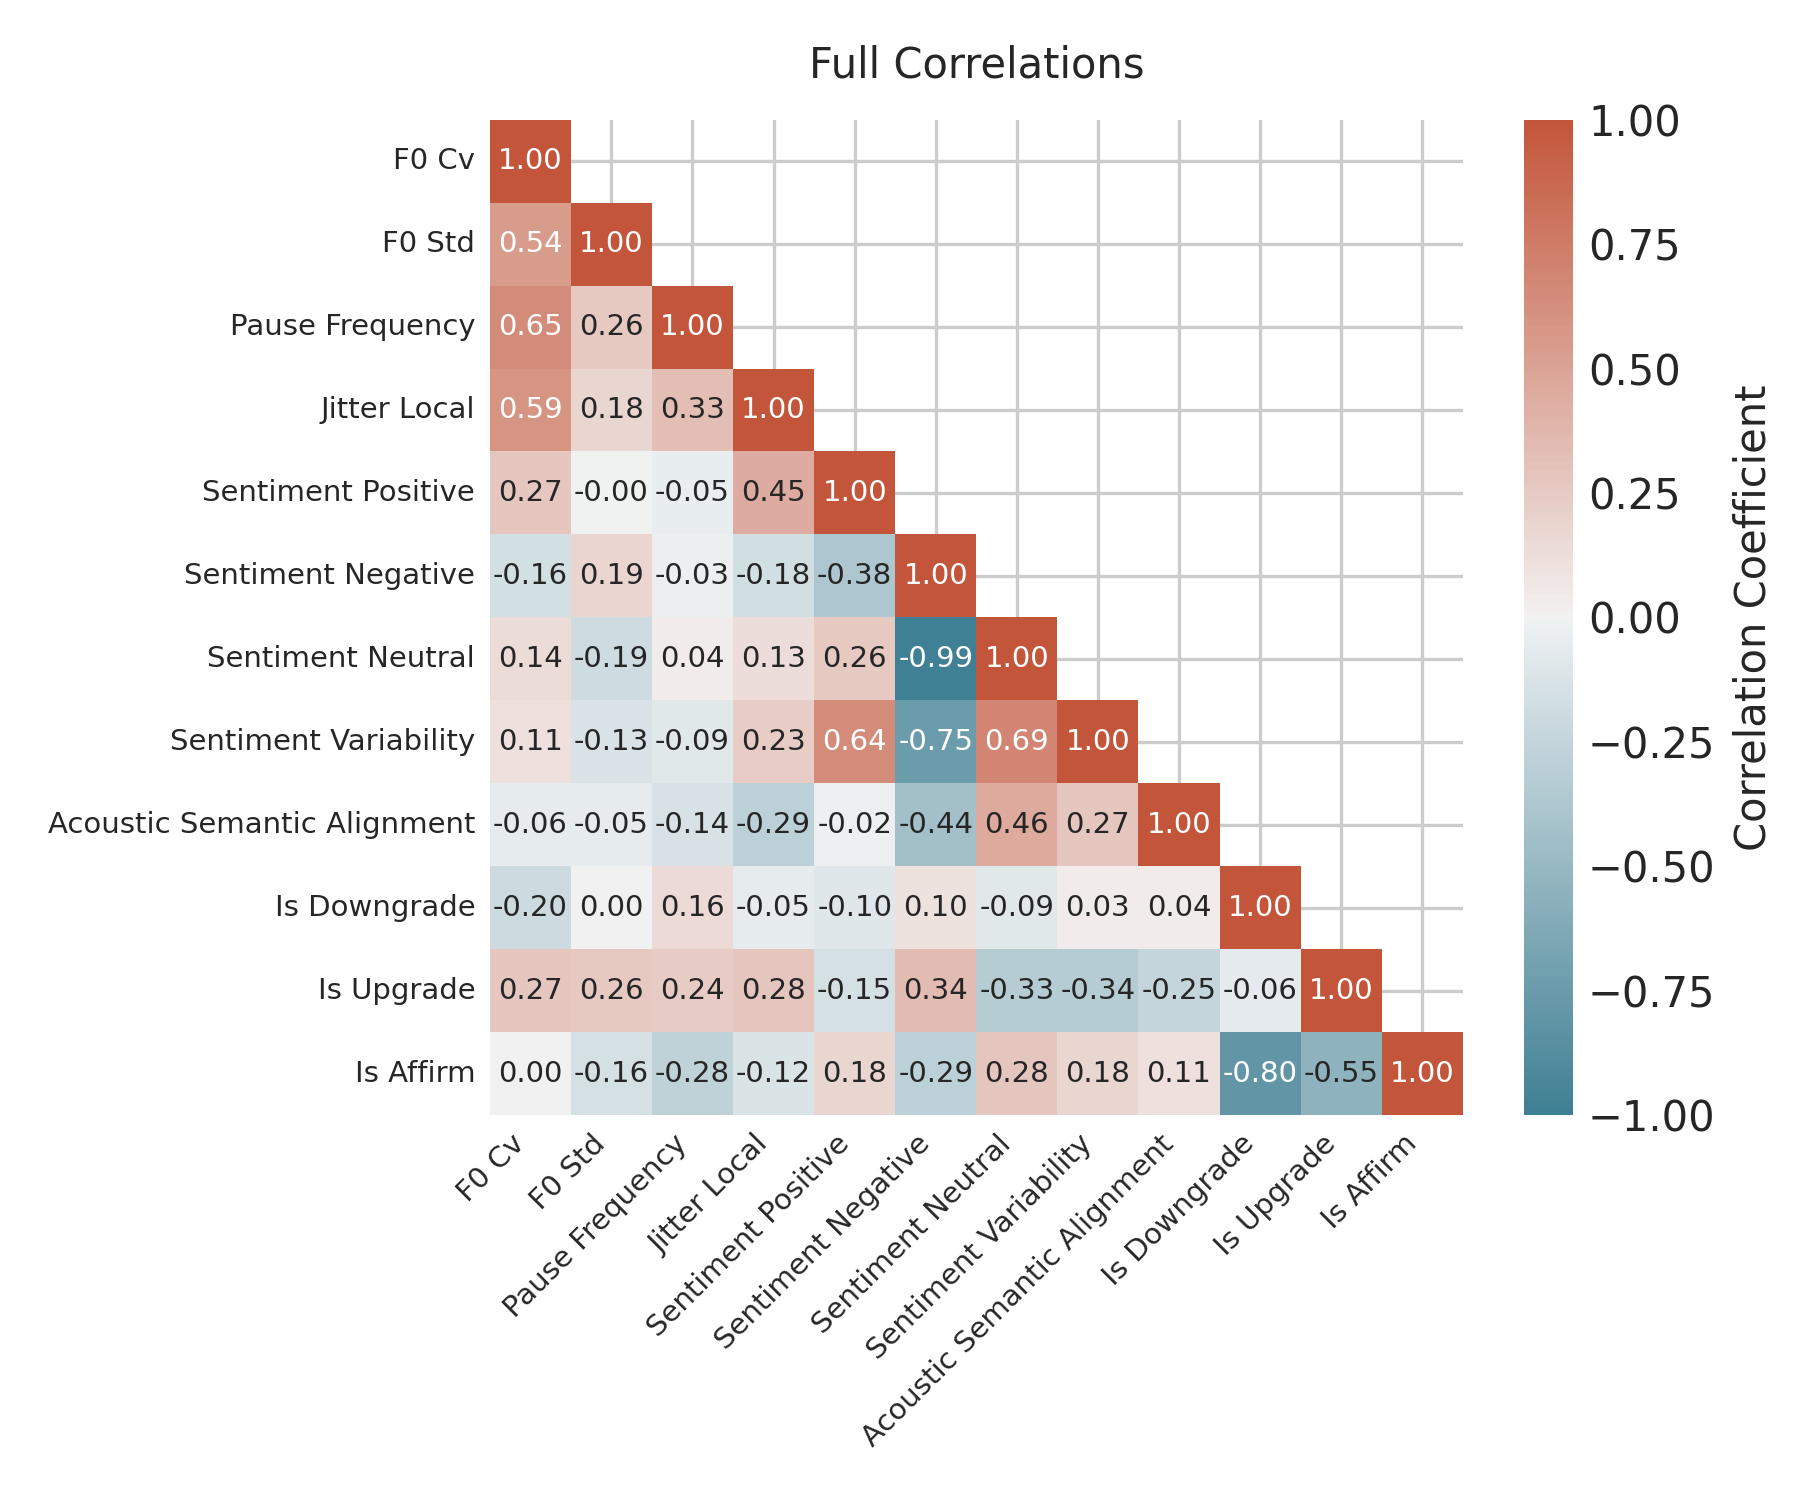 Full Correlations
F0 Cv 1.00
F0 Std 0.54 1.00
Pause Frequency 0.65 0.26 1.00
Jitter Local 0.59 0.18 0.33 1.00
Sentiment Positive 0.27 -0.00 -0.05 0.45 1.00
Sentiment Negative -0.16 0.19 -0.03 -0.18 -0.38 1.00
Sentiment Neutral 0.14 -0.19 0.04 0.13 0.26 -0.99 1.00
Sentiment Variability 0.11 -0.13 -0.09 0.23 0.64 -0.75 0.69 1.00
Acoustic Semantic Alignment -0.06 -0.05 -0.14 -0.29 -0.02 -0.44 0.46 0.27 1.00
Is Downgrade -0.20 0.00 0.16 -0.05 -0.10 0.10 -0.09 0.03 0.04 1.00
Is Upgrade 0.27 0.26 0.24 0.28 -0.15 0.34 -0.33 -0.34 -0.25 -0.06 1.00
Is Affirm 0.00 -0.16 -0.28 -0.12 0.18 -0.29 0.28 0.18 0.11 -0.80 -0.55 1.00
F0 Cv
F0 Std
Pause Frequency
Jitter Local
Sentiment Positive
Sentiment Negative
Sentiment Neutral
Sentiment Variability
Acoustic Semantic Alignment
Is Downgrade
Is Upgrade
Is Affirm
1.00
0.75
0.50
0.25
0.00
−0.25
−0.50
−0.75
−1.00
Correlation Coefficient